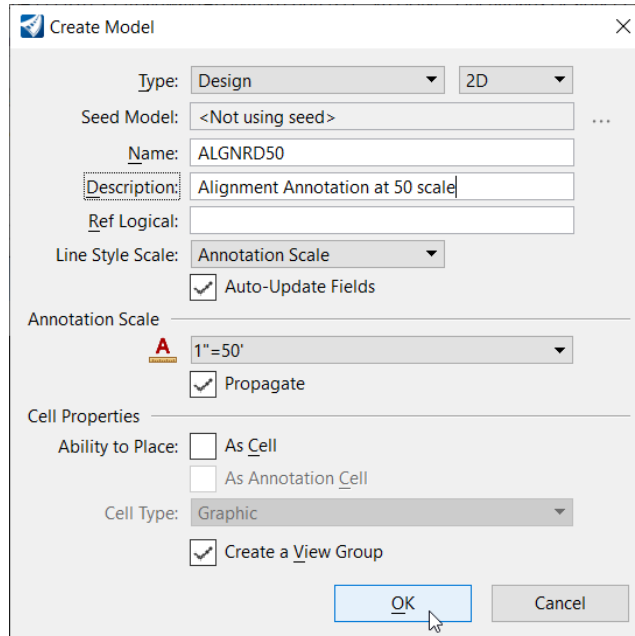 Create Model
Type: Design 2D
Seed Model: <Not using seed> ...
Name: ALGNRD50
Description: Alignment Annotation at 50 scale
Ref Logical:
Line Style Scale: Annotation Scale
Auto-Update Fields
Annotation Scale
A 1"=50'
Propagate
Cell Properties
Ability to Place: As Cell
As Annotation Cell
Cell Type: Graphic
Create a View Group
OK Cancel